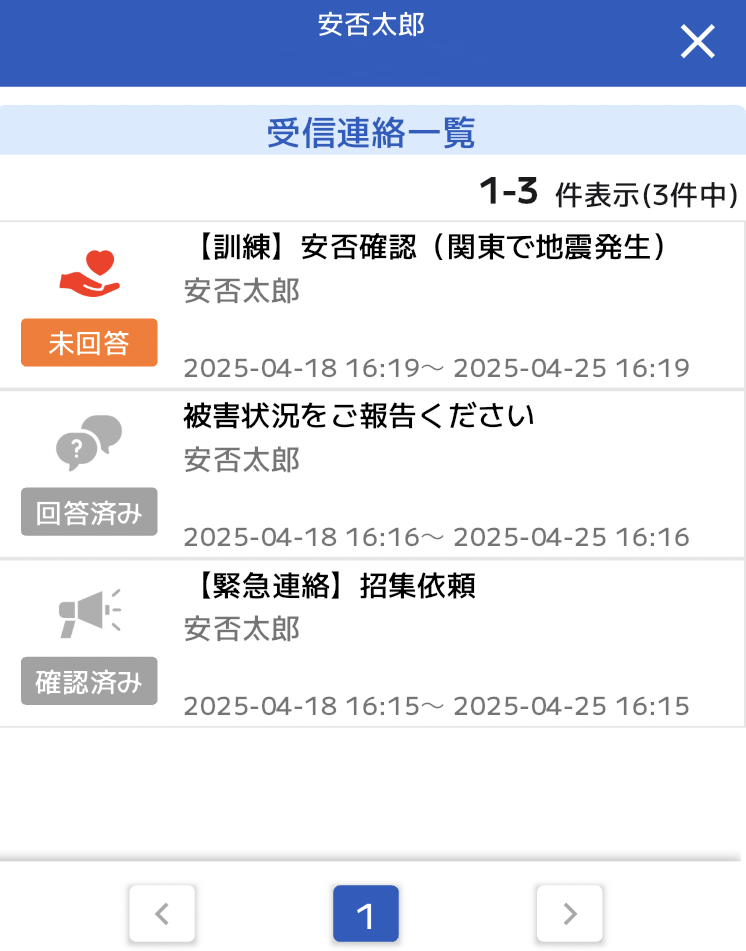 安否太郎
受信連絡一覧
1-3 件表示(3件中)
【訓練】安否確認（関東で地震発生）
安否太郎
未回答
2025-04-18 16:19～ 2025-04-25 16:19
被害状況をご報告ください
?
安否太郎
回答済み
2025-04-18 16:16～ 2025-04-25 16:16
【緊急連絡】招集依頼
安否太郎
確認済み
2025-04-18 16:15～ 2025-04-25 16:15
1